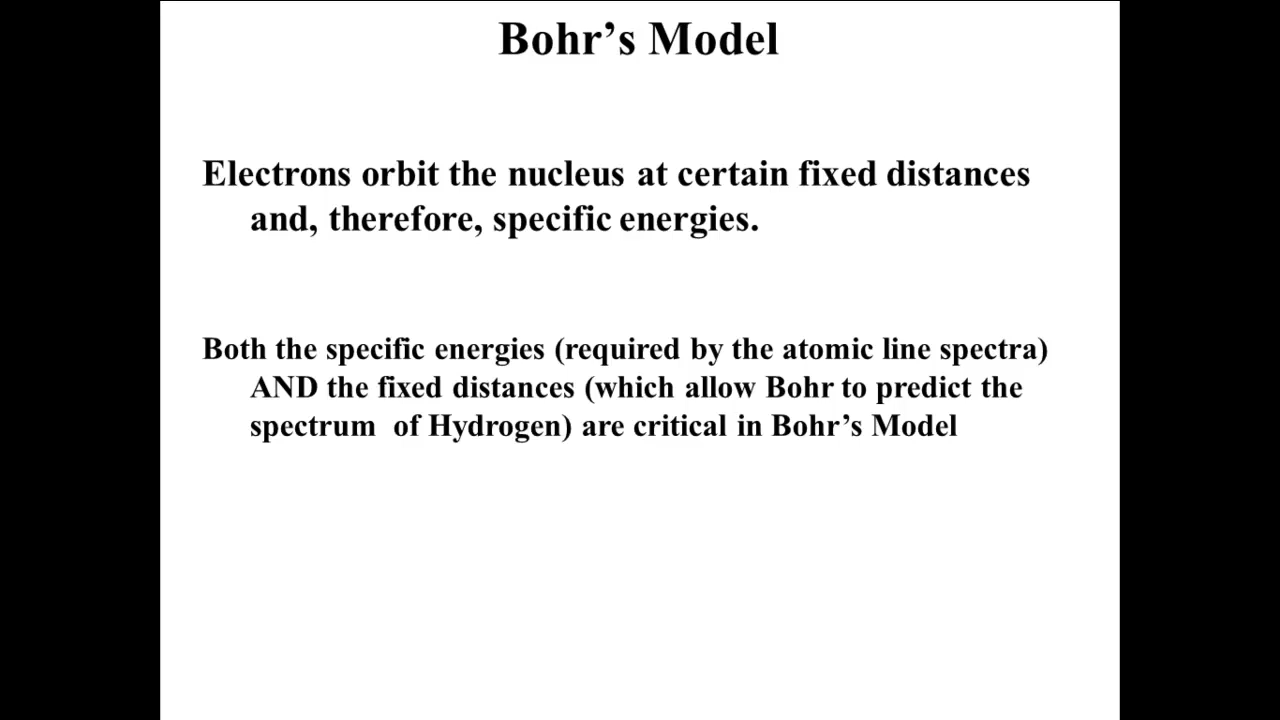 Bohr’s Model
Electrons orbit the nucleus at certain fixed distances
and, therefore, specific energies.
Both the specific energies (required by the atomic line spectra)
AND the fixed distances (which allow Bohr to predict the
spectrum  of Hydrogen) are critical in Bohr’s Model